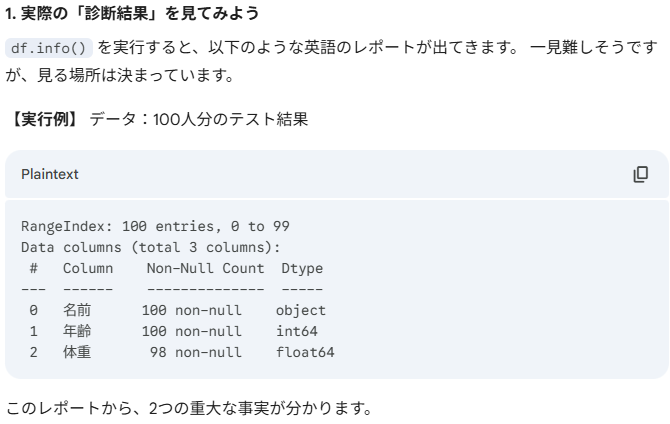 1. 実際の「診断結果」を見てみよう
df.info() を実行すると、以下のような英語のレポートが出てきます。 一見難しそうです
が、見る場所は決まっています。
【実行例】 データ：100人分のテスト結果
Plaintext
RangeIndex: 100 entries, 0 to 99
Data columns (total 3 columns):
 #   Column    Non-Null Count  Dtype
---  ------    --------------  -----
 0   名前      100 non-null    object
 1   年齢      100 non-null    int64
 2   体重       98 non-null    float64
このレポートから、2つの重大な事実が分かります。